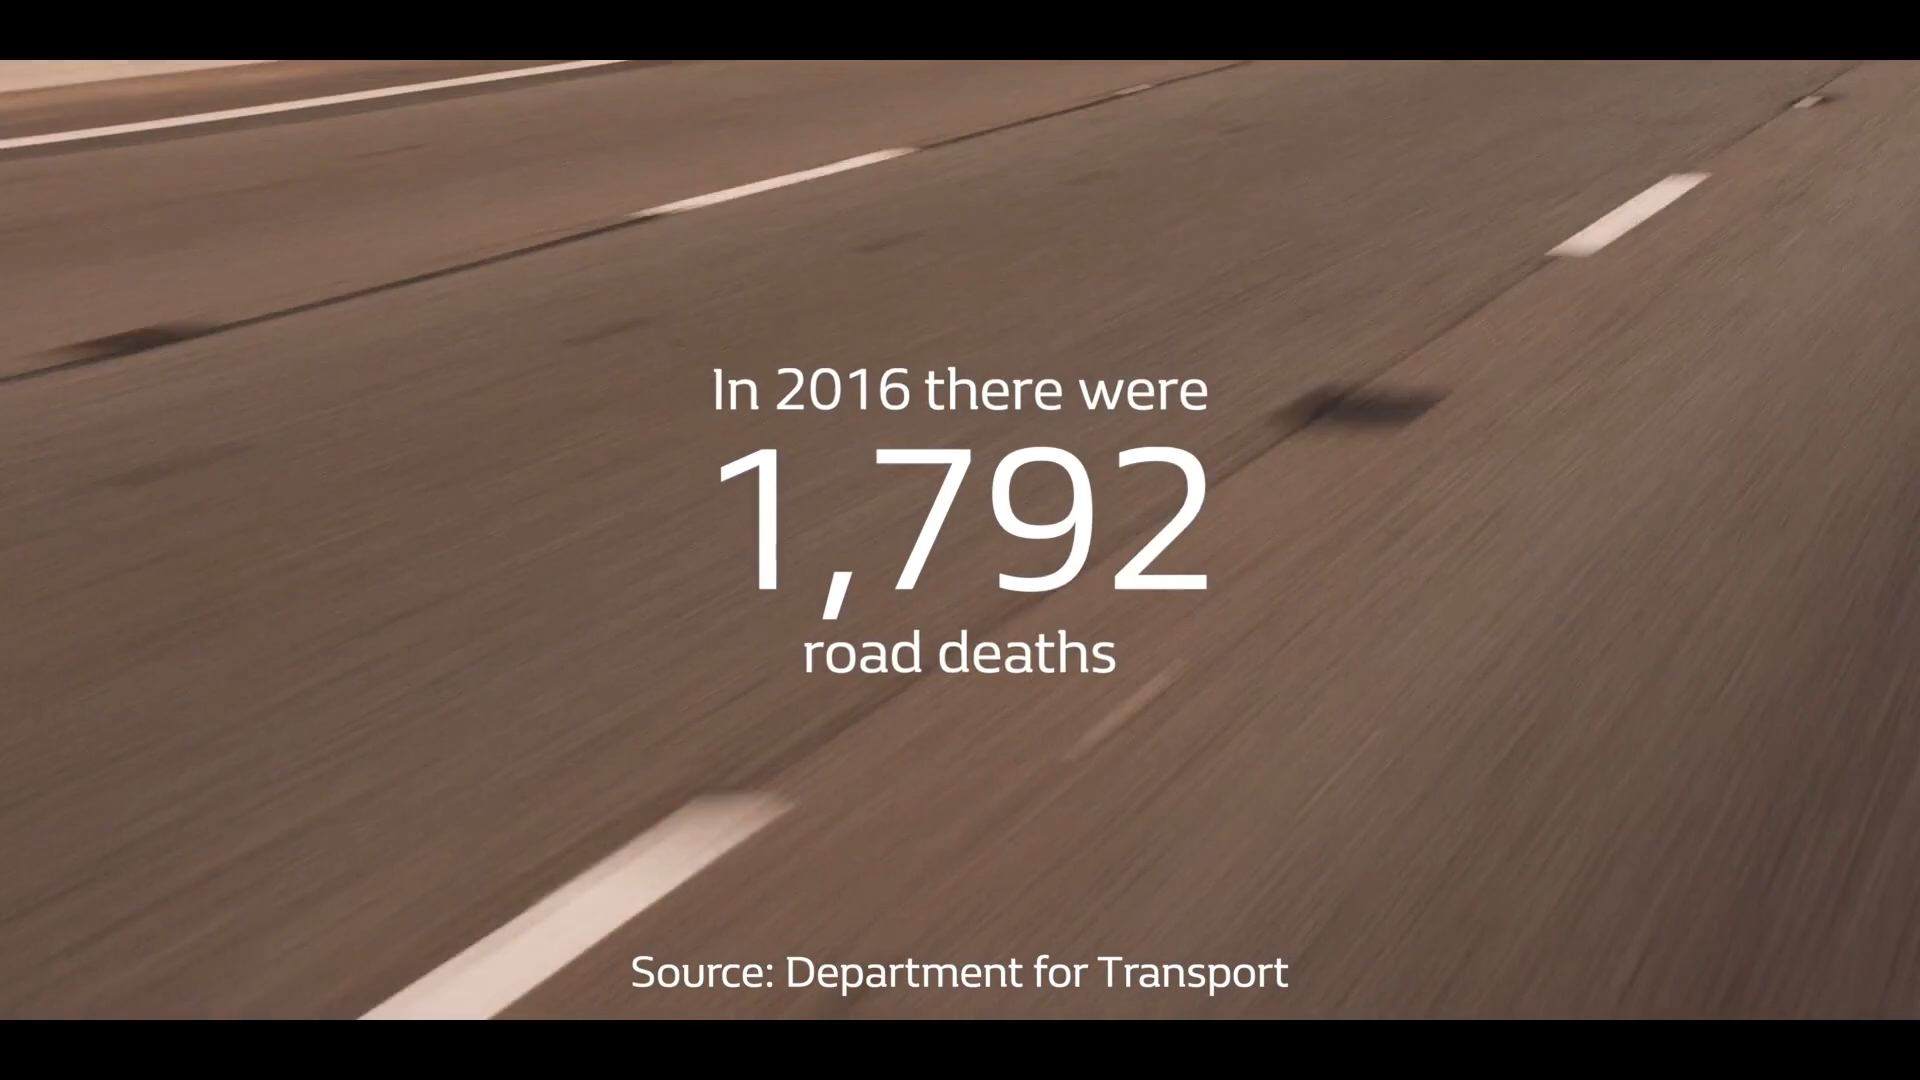 In 2016 there were
1,792
road deaths
Source: Department for Transport